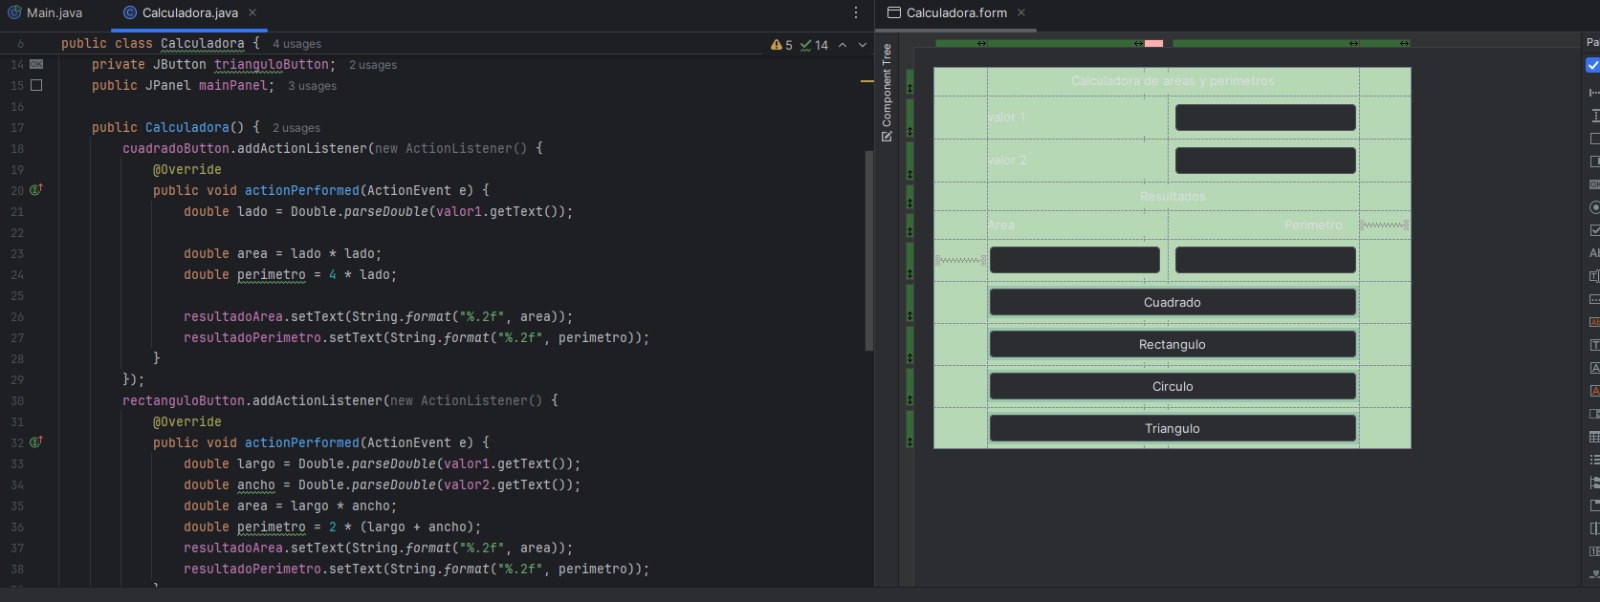 Main.java
Calculadora.java
Calculadora.form
6 public class Calculadora { 4 usages
5 14
14 private JButton trianguloButton; 2 usages
15 public JPanel mainPanel; 3 usages
16
17 public Calculadora() { 2 usages
18 cuadradoButton.addActionListener(new ActionListener() {
19 @Override
20 public void actionPerformed(ActionEvent e) {
21 double lado = Double.parseDouble(valor1.getText());
22
23 double area = lado * lado;
24 double perimetro = 4 * lado;
25
26 resultadoArea.setText(String.format("%.2f", area));
27 resultadoPerimetro.setText(String.format("%.2f", perimetro));
28 }
29 });
30 rectanguloButton.addActionListener(new ActionListener() {
31 @Override
32 public void actionPerformed(ActionEvent e) {
33 double largo = Double.parseDouble(valor1.getText());
34 double ancho = Double.parseDouble(valor2.getText());
35 double area = largo * ancho;
36 double perimetro = 2 * (largo + ancho);
37 resultadoArea.setText(String.format("%.2f", area));
38 resultadoPerimetro.setText(String.format("%.2f", perimetro));
Component Tree
Calculadora de areas y perimetros
valor 1
valor 2
Resultados
Area Perimetro
Cuadrado
Rectangulo
Circulo
Triangulo